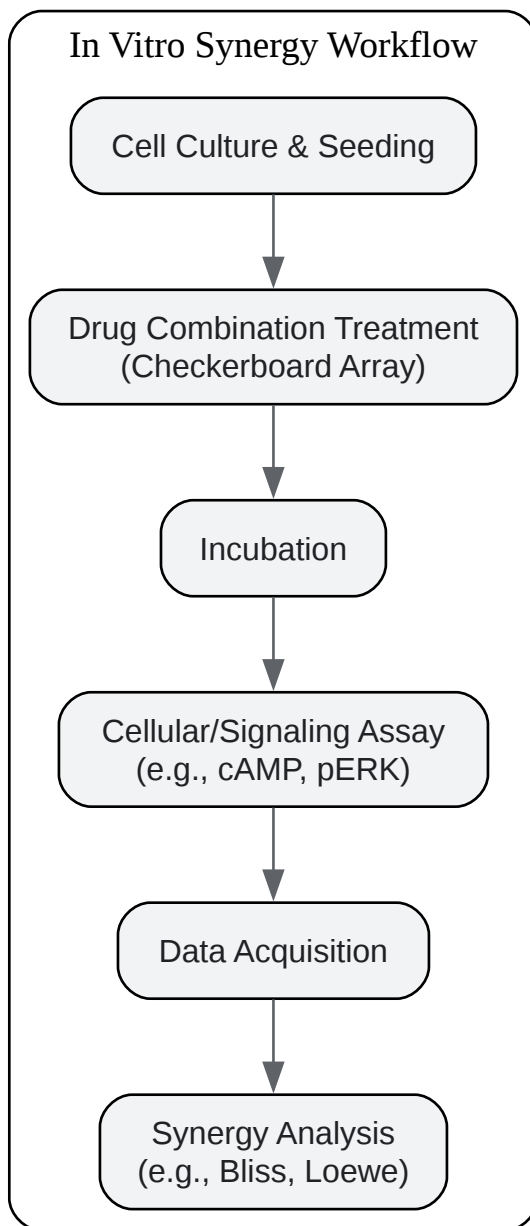 In Vitro Synergy Workflow
Cell Culture & Seeding
Drug Combination Treatment
(Checkerboard Array)
Incubation
Cellular/Signaling Assay
(e.g., cAMP, pERK)
Data Acquisition
Synergy Analysis
(e.g., Bliss, Loewe)